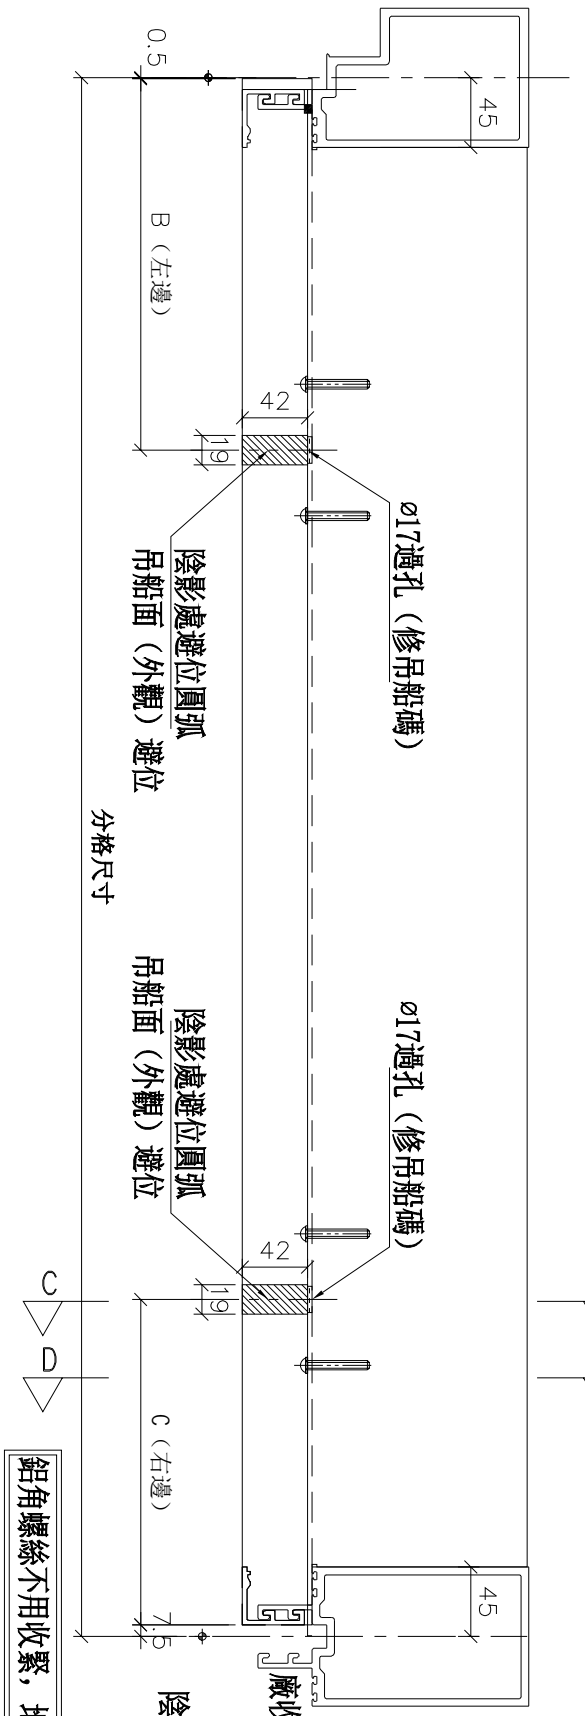 0.5
45
B（左邊）
42
19
ø17過孔（修吊船碼）
陰影處避位圓弧
吊船面（外觀）避位
分格尺寸
ø17過孔（修吊船碼）
陰影處避位圓弧
吊船面（外觀）避位
42
19
C
D
C（右邊）
45
7.5
廠收
陰
鋁角螺絲不用收緊，